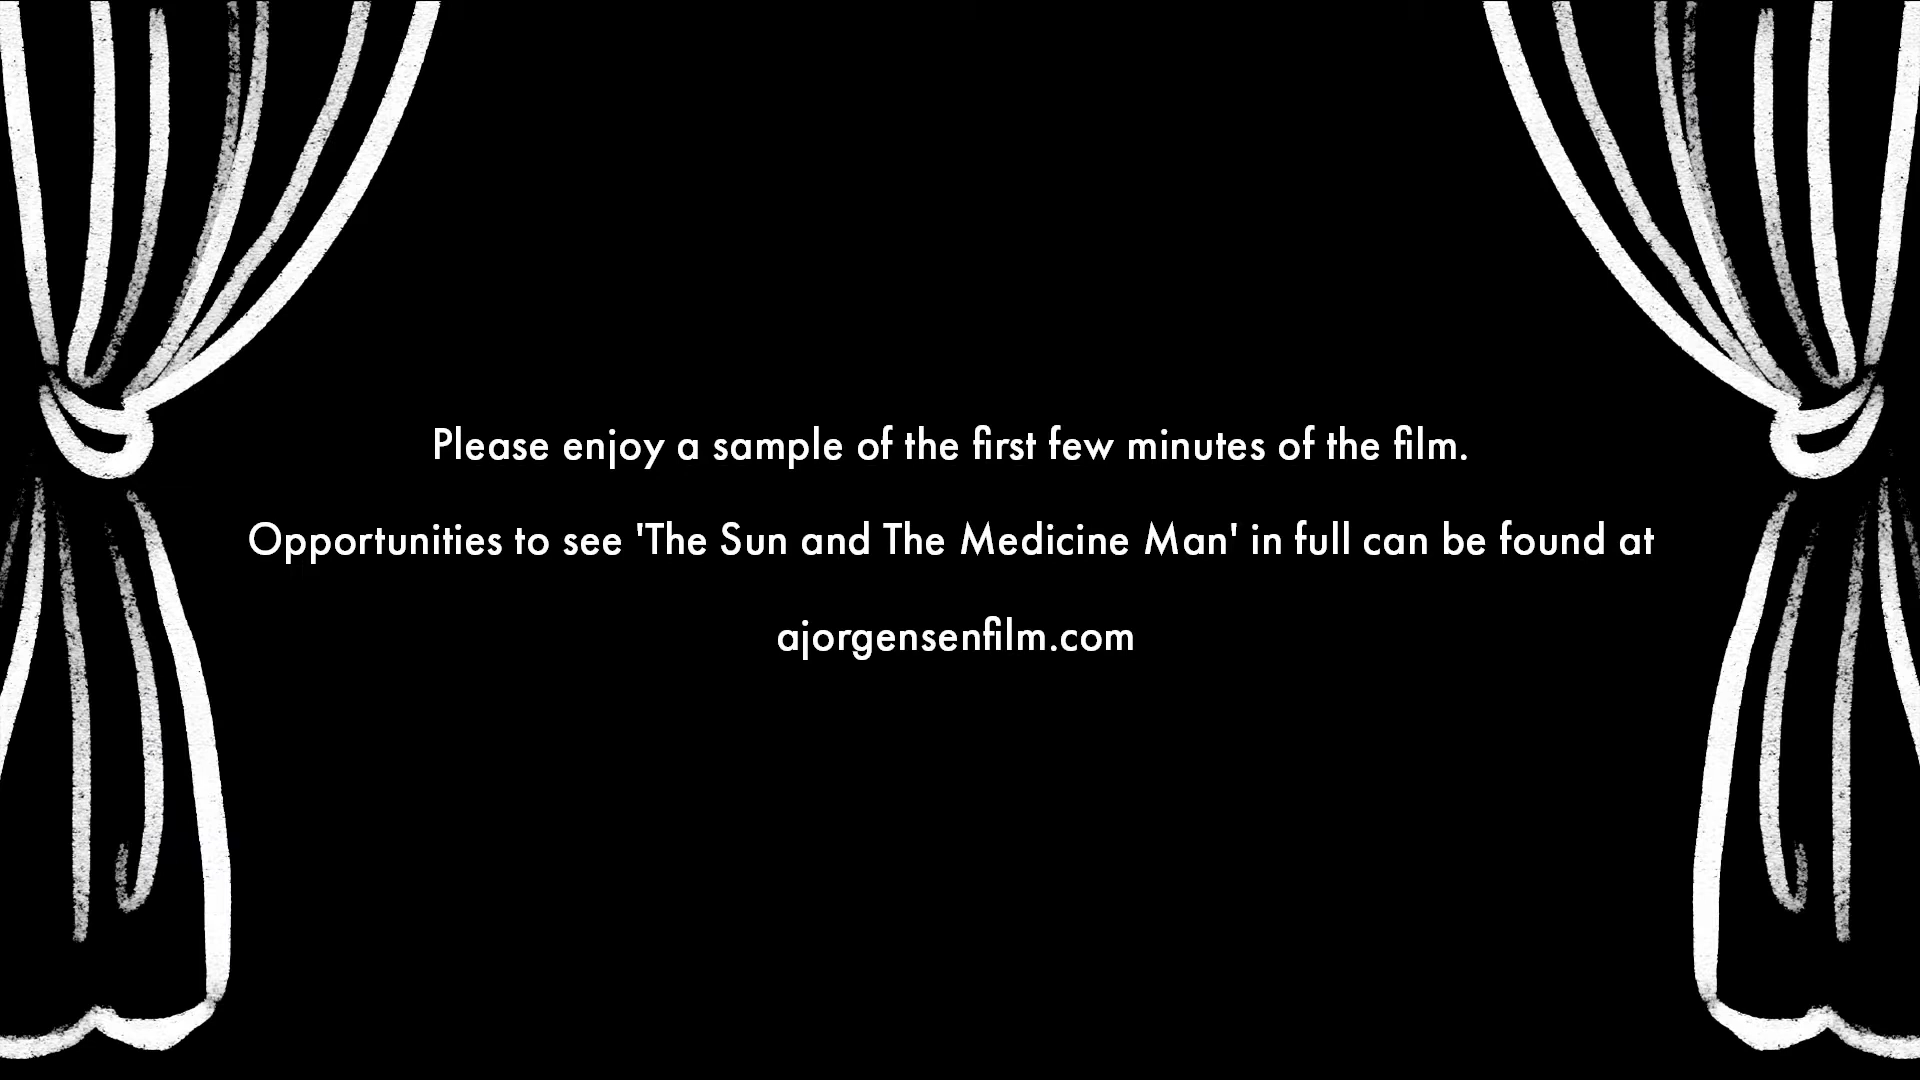 Please enjoy a sample of the first few minutes of the film.
Opportunities to see 'The Sun and The Medicine Man' in full can be found at
ajorgensenfilm.com